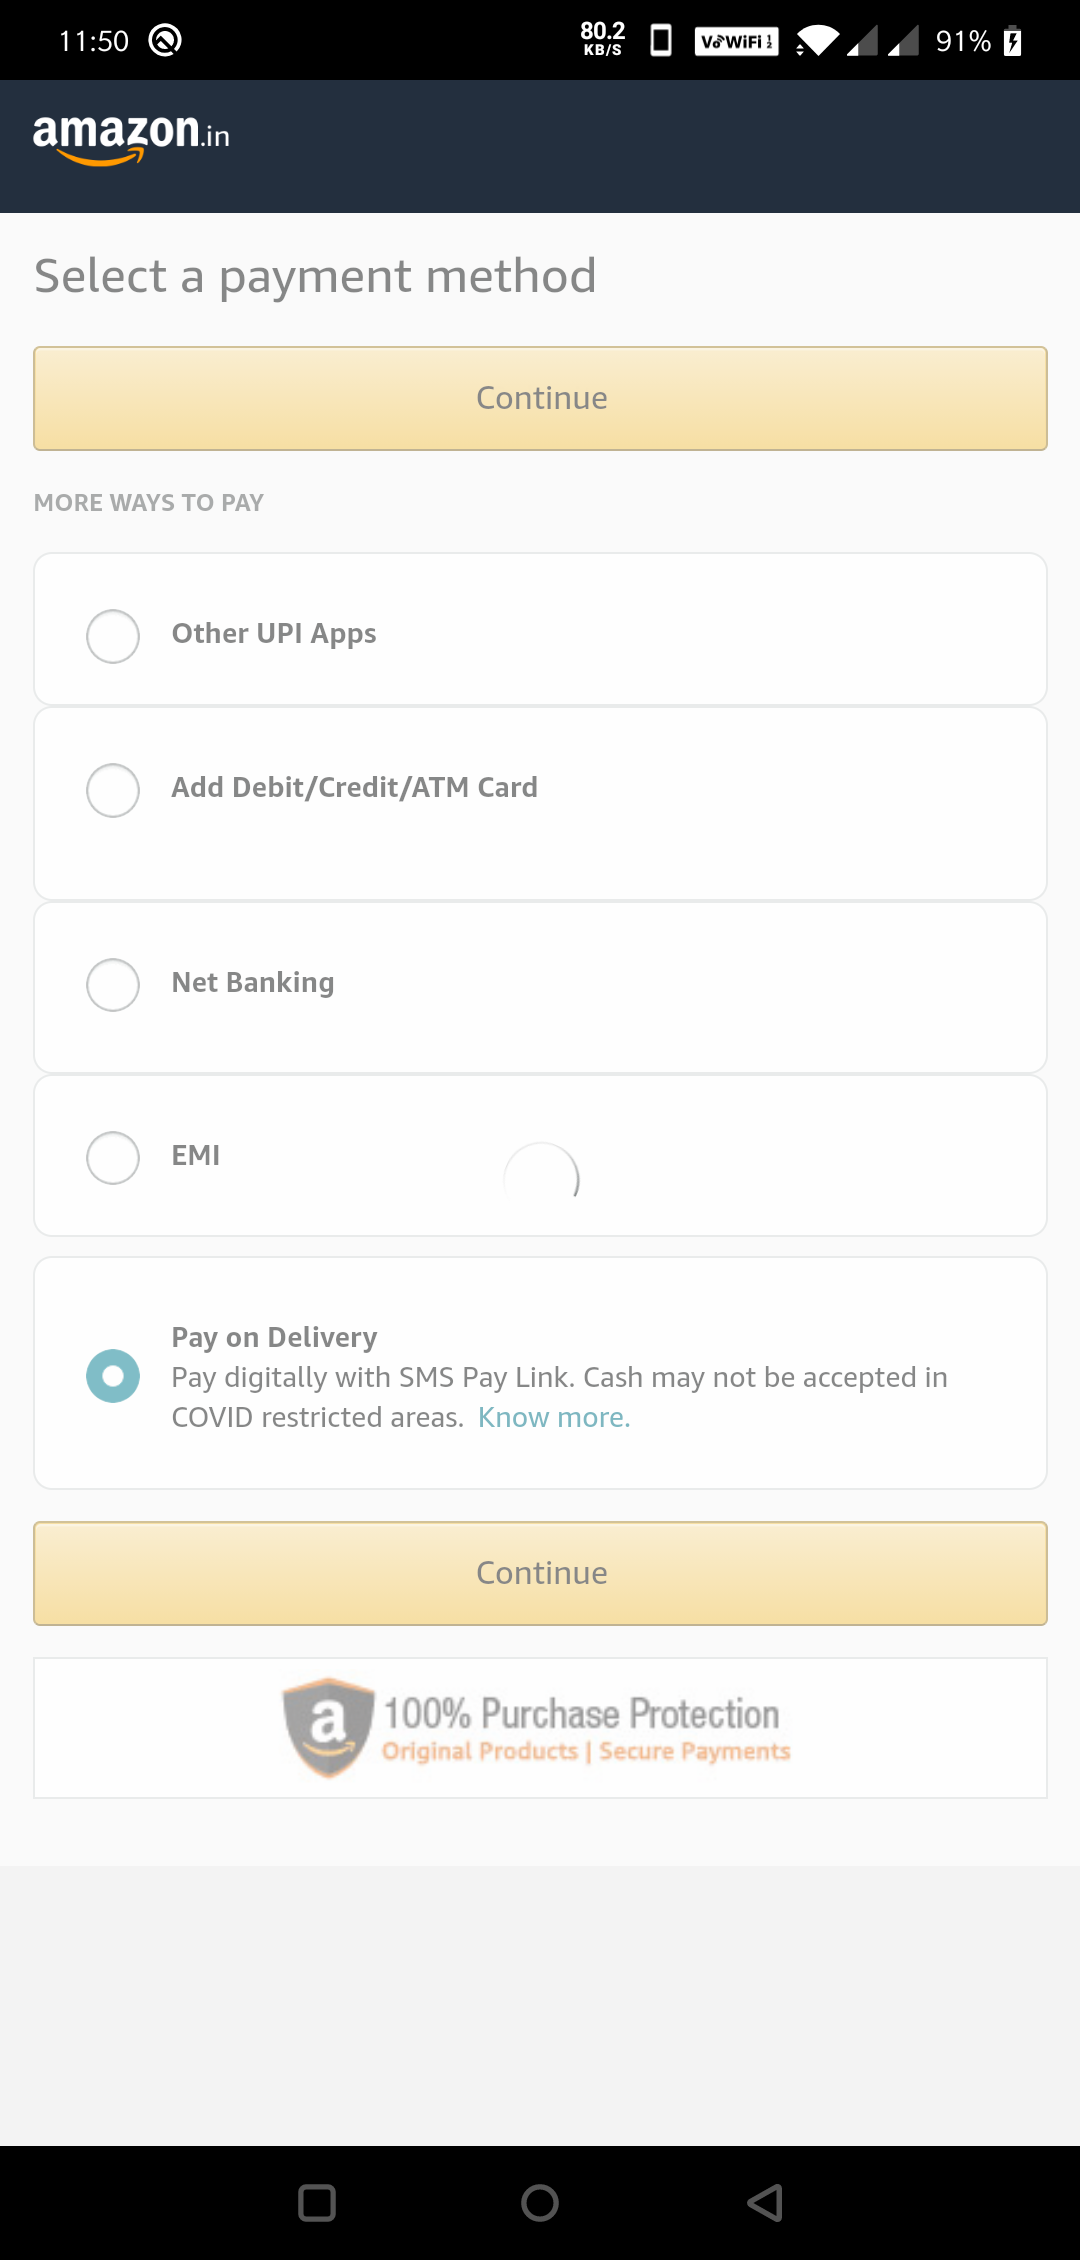 11:50
80.2
KB/S
VoWiFi 1 2
91%
amazon.in
Select a payment method
Continue
MORE WAYS TO PAY
Other UPI Apps
Add Debit/Credit/ATM Card
Net Banking
EMI
Pay on Delivery
Pay digitally with SMS Pay Link. Cash may not be accepted in
COVID restricted areas. Know more.
Continue
a
100% Purchase Protection
Original Products | Secure Payments